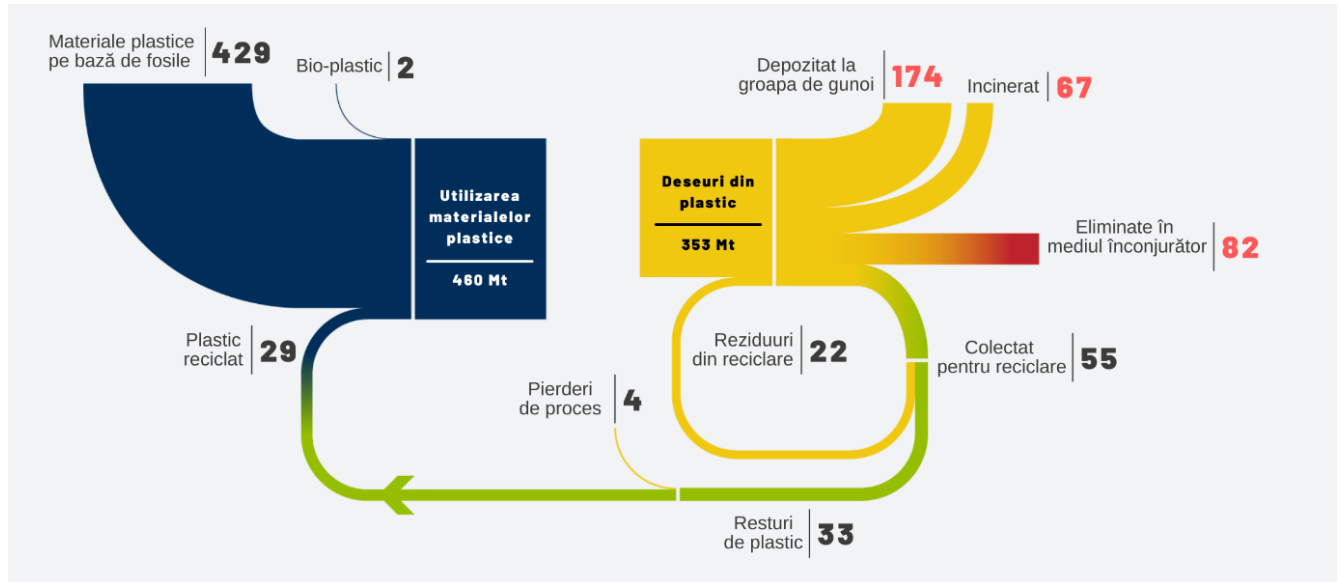 Materiale plastice
pe bază de fosile
429
Bio-plastic
2
Utilizarea
materialelor
plastice
460 Mt
Plastic
reciclat
29
Depozitat la
groapa de gunoi
174
Incinerat
67
Deseuri din
plastic
353 Mt
Eliminate în
mediul înconjurător
82
Reziduuri
din reciclare
22
Colectat
pentru reciclare
55
Pierderi
de proces
4
Resturi
de plastic
33